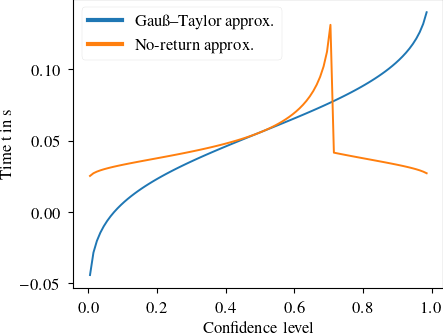 Gauß–Taylor approx.
No-return approx.
Time t in s
0.10
0.05
0.00
−0.05
0.0 0.2 0.4 0.6 0.8 1.0
Confidence level